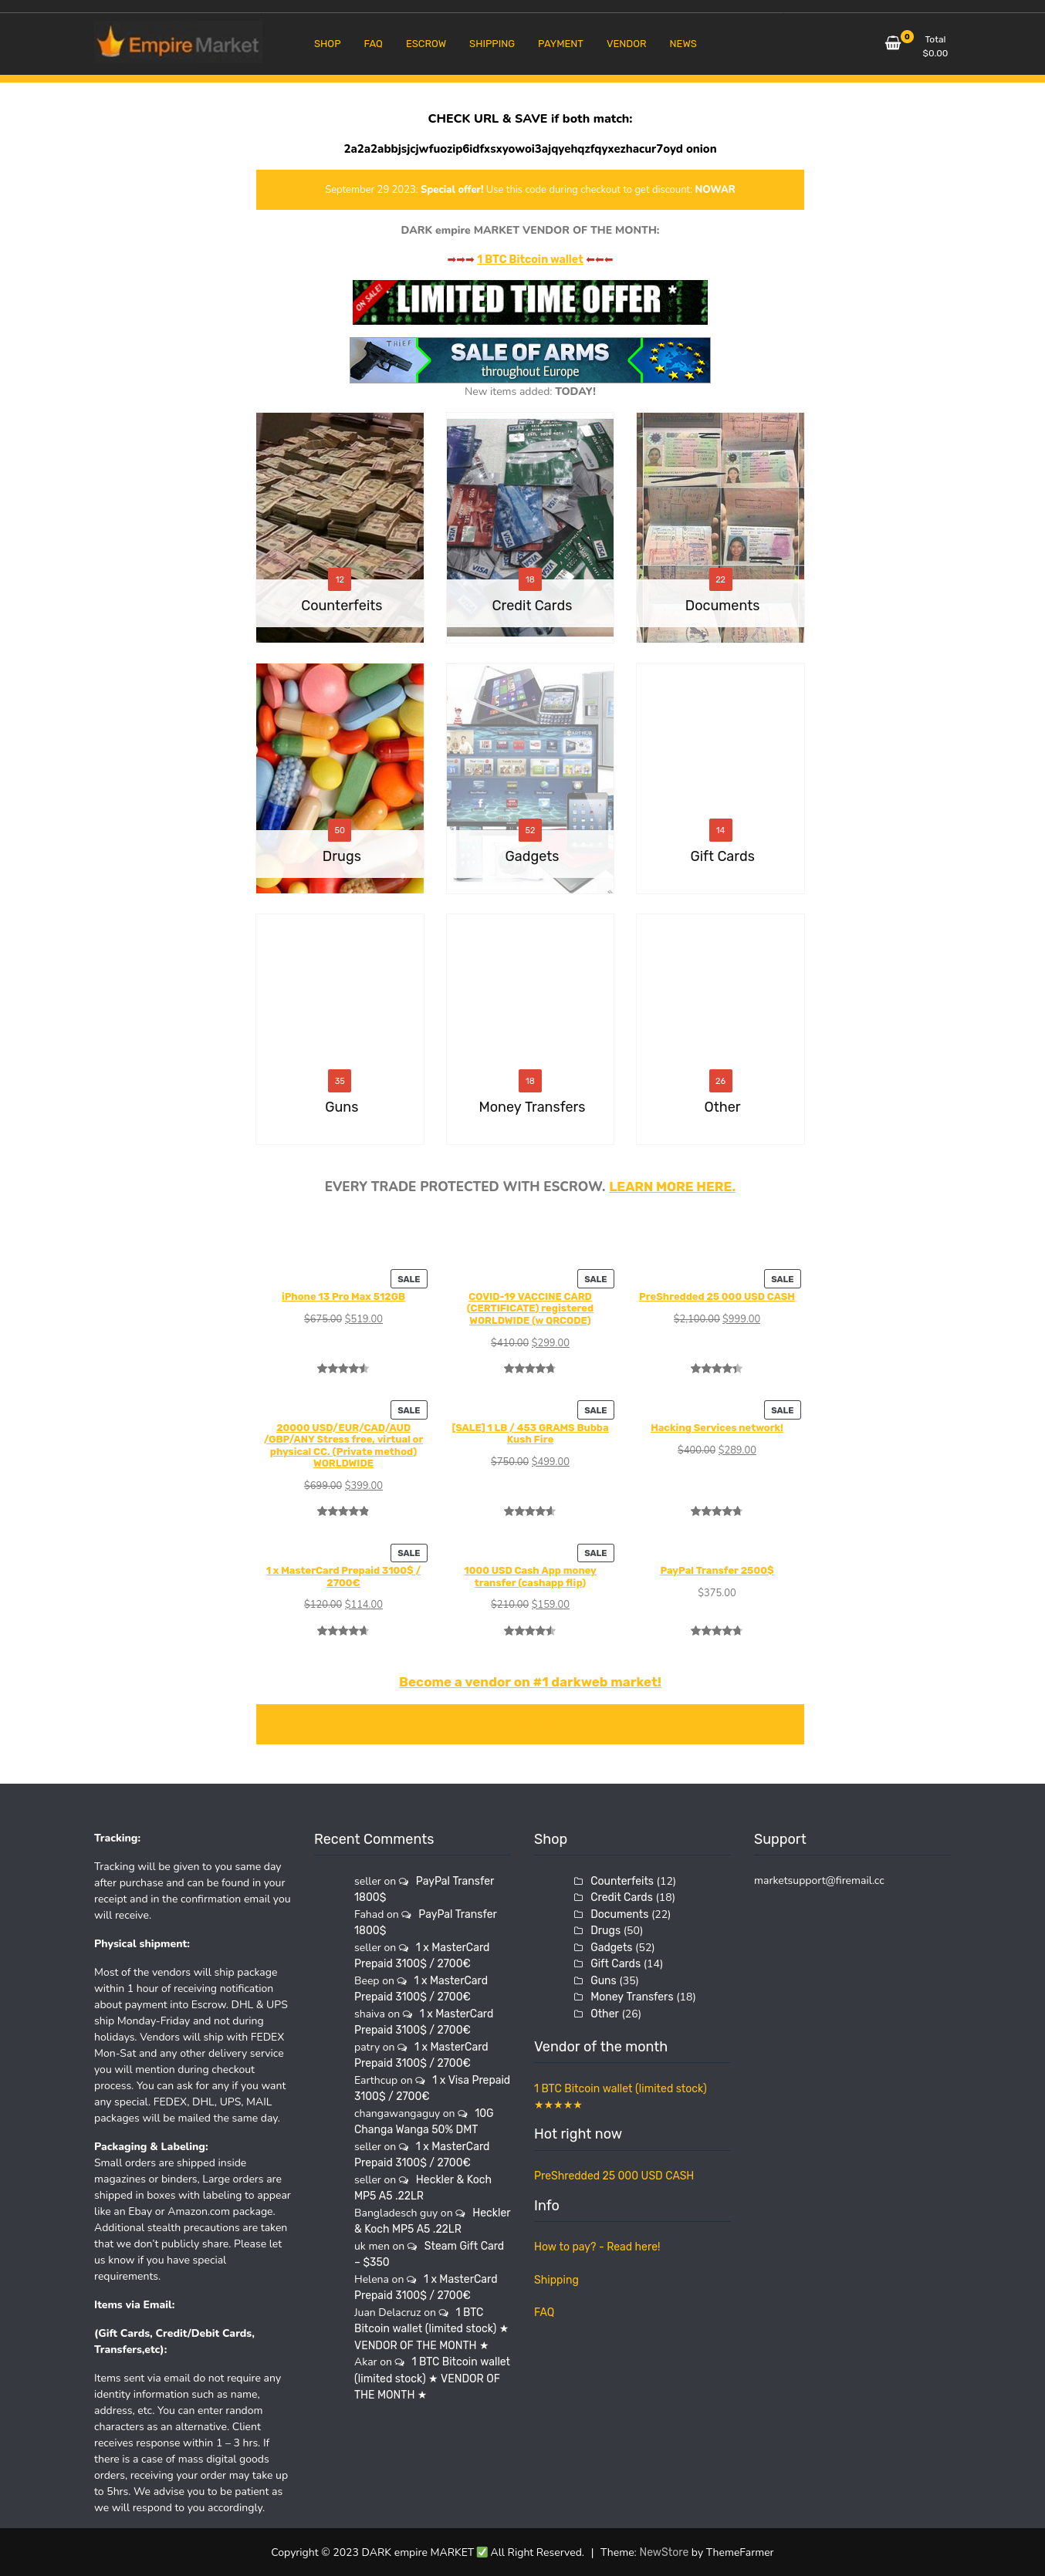 Empire Market
SHOP FAQ ESCROW SHIPPING PAYMENT VENDOR NEWS
0
Total
$0.00
CHECK URL & SAVE if both match:
2a2a2abbjsjcjwfuozip6idfxsxyowoi3ajqyehqzfqyxezhacur7oyd onion
September 29 2023: Special offer! Use this code during checkout to get discount: NOWAR
DARK empire MARKET VENDOR OF THE MONTH:
➡➡➡ 1 BTC Bitcoin wallet ⬅⬅⬅
ON SALE!
LIMITED TIME OFFER *
THIEF
SALE OF ARMS
throughout Europe
New items added: TODAY!
12
Counterfeits
18
Credit Cards
22
Documents
50
Drugs
52
Gadgets
14
Gift Cards
35
Guns
18
Money Transfers
26
Other
EVERY TRADE PROTECTED WITH ESCROW. LEARN MORE HERE.
SALE
iPhone 13 Pro Max 512GB
$675.00 $519.00
SALE
COVID-19 VACCINE CARD
(CERTIFICATE) registered
WORLDWIDE (w QRCODE)
$410.00 $299.00
SALE
PreShredded 25 000 USD CASH
$2,100.00 $999.00
SALE
20000 USD/EUR/CAD/AUD
/GBP/ANY Stress free, virtual or
physical CC. (Private method)
WORLDWIDE
$699.00 $399.00
SALE
[SALE] 1 LB / 453 GRAMS Bubba
Kush Fire
$750.00 $499.00
SALE
Hacking Services network!
$400.00 $289.00
SALE
1 x MasterCard Prepaid 3100$ /
2700€
$120.00 $114.00
SALE
1000 USD Cash App money
transfer (cashapp flip)
$210.00 $159.00
PayPal Transfer 2500$
$375.00
Become a vendor on #1 darkweb market!
Tracking:
Tracking will be given to you same day
after purchase and can be found in your
receipt and in the confirmation email you
will receive.
Physical shipment:
Most of the vendors will ship package
within 1 hour of receiving notification
about payment into Escrow. DHL & UPS
ship Monday-Friday and not during
holidays. Vendors will ship with FEDEX
Mon-Sat and any other delivery service
you will mention during checkout
process. You can ask for any if you want
any special. FEDEX, DHL, UPS, MAIL
packages will be mailed the same day.
Packaging & Labeling:
Small orders are shipped inside
magazines or binders, Large orders are
shipped in boxes with labeling to appear
like an Ebay or Amazon.com package.
Additional stealth precautions are taken
that we don't publicly share. Please let
us know if you have special
requirements.
Items via Email:
(Gift Cards, Credit/Debit Cards,
Transfers,etc):
Items sent via email do not require any
identity information such as name,
address, etc. You can enter random
characters as an alternative. Client
receives response within 1 – 3 hrs. If
there is a case of mass digital goods
orders, receiving your order may take up
to 5hrs. We advise you to be patient as
we will respond to you accordingly.
Recent Comments
seller on PayPal Transfer
1800$
Fahad on PayPal Transfer
1800$
seller on 1 x MasterCard
Prepaid 3100$ / 2700€
Beep on 1 x MasterCard
Prepaid 3100$ / 2700€
shaiva on 1 x MasterCard
Prepaid 3100$ / 2700€
patry on 1 x MasterCard
Prepaid 3100$ / 2700€
Earthcup on 1 x Visa Prepaid
3100$ / 2700€
changawangaguy on 10G
Changa Wanga 50% DMT
seller on 1 x MasterCard
Prepaid 3100$ / 2700€
seller on Heckler & Koch
MP5 A5 .22LR
Bangladesch guy on Heckler
& Koch MP5 A5 .22LR
uk men on Steam Gift Card
– $350
Helena on 1 x MasterCard
Prepaid 3100$ / 2700€
Juan Delacruz on 1 BTC
Bitcoin wallet (limited stock) ★
VENDOR OF THE MONTH ★
Akar on 1 BTC Bitcoin wallet
(limited stock) ★ VENDOR OF
THE MONTH ★
Shop
Counterfeits (12)
Credit Cards (18)
Documents (22)
Drugs (50)
Gadgets (52)
Gift Cards (14)
Guns (35)
Money Transfers (18)
Other (26)
Vendor of the month
1 BTC Bitcoin wallet (limited stock)
★★★★★
Hot right now
PreShredded 25 000 USD CASH
Info
How to pay? - Read here!
Shipping
FAQ
Support
marketsupport@firemail.cc
Copyright © 2023 DARK empire MARKET ✅ All Right Reserved. | Theme: NewStore by ThemeFarmer